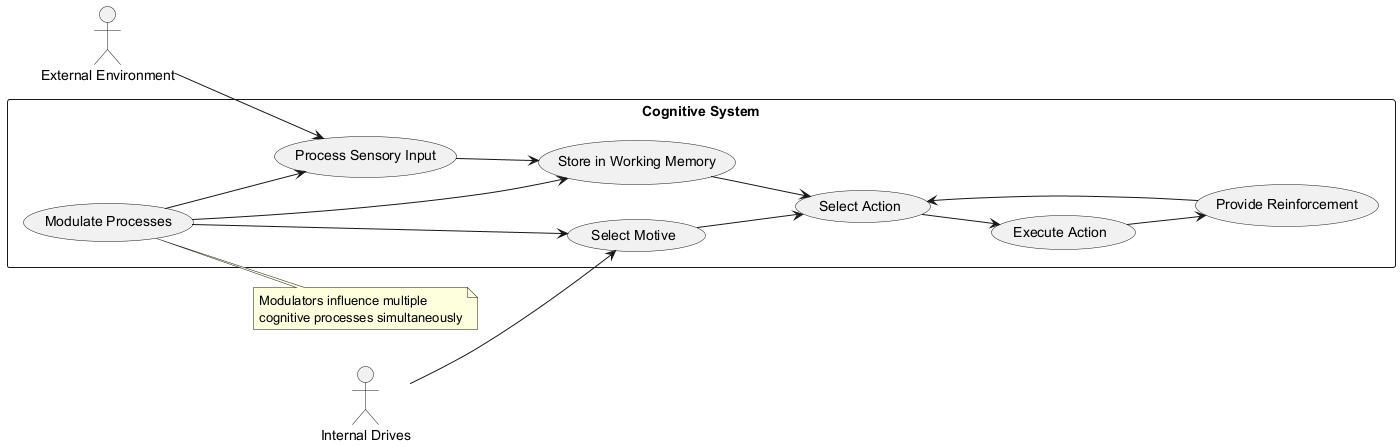 External Environment
Cognitive System
Process Sensory Input
Store in Working Memory
Modulate Processes
Select Motive
Select Action
Execute Action
Provide Reinforcement
Modulators influence multiple
cognitive processes simultaneously
Internal Drives